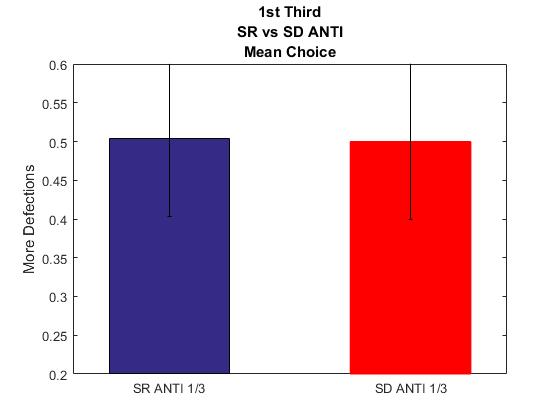 1st Third
SR vs SD ANTI
Mean Choice
More Defections
0.6
0.55
0.5
0.45
0.4
0.35
0.3
0.25
0.2
SR ANTI 1/3
SD ANTI 1/3